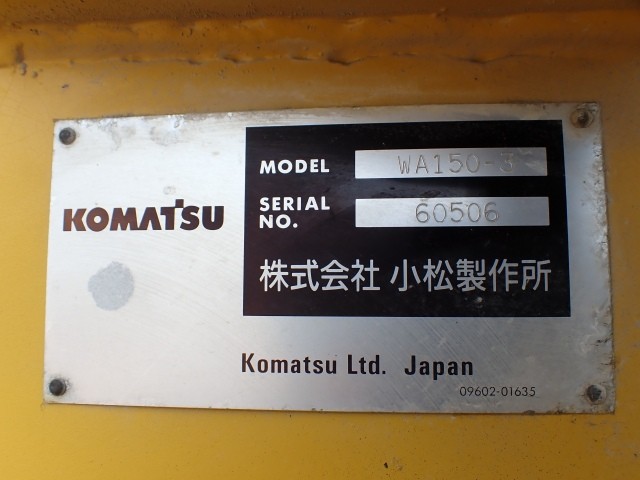 KOMATSU
MODEL WA150-3
SERIAL NO. 60506
株式会社 小松製作所
Komatsu Ltd. Japan
09602-01635